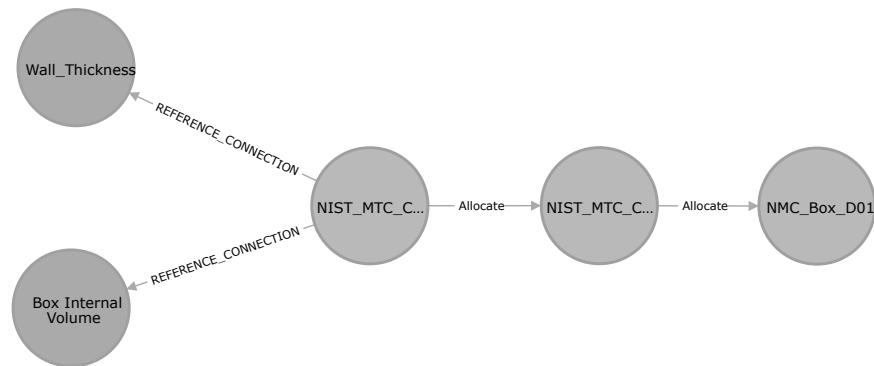 Wall_Thickness
REFERENCE_CONNECTION
NIST_MTC_C...
Allocate
NIST_MTC_C...
Allocate
NMC_Box_D01
REFERENCE_CONNECTION
Box Internal
Volume